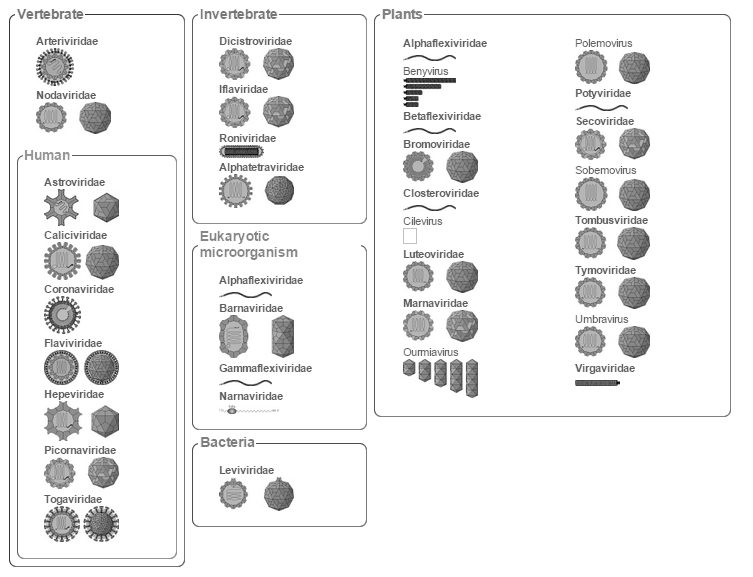 Vertebrate
Arteriviridae
Nodaviridae
Human
Astroviridae
Caliciviridae
Coronaviridae
Flaviviridae
Hepeviridae
Picornaviridae
Togaviridae
Invertebrate
Dicistroviridae
Iflaviridae
Roniviridae
Alphatetraviridae
Eukaryotic
microorganism
Alphaflexiviridae
Barnaviridae
Gammaflexiviridae
Narnaviridae
Bacteria
Leviviridae
Plants
Alphaflexiviridae
Benyvirus
Betaflexiviridae
Bromoviridae
Closteroviridae
Cilevirus
Luteoviridae
Marnaviridae
Ourmiavirus
Polemovirus
Potyviridae
Secoviridae
Sobemovirus
Tombusviridae
Tymoviridae
Umbravirus
Virgaviridae